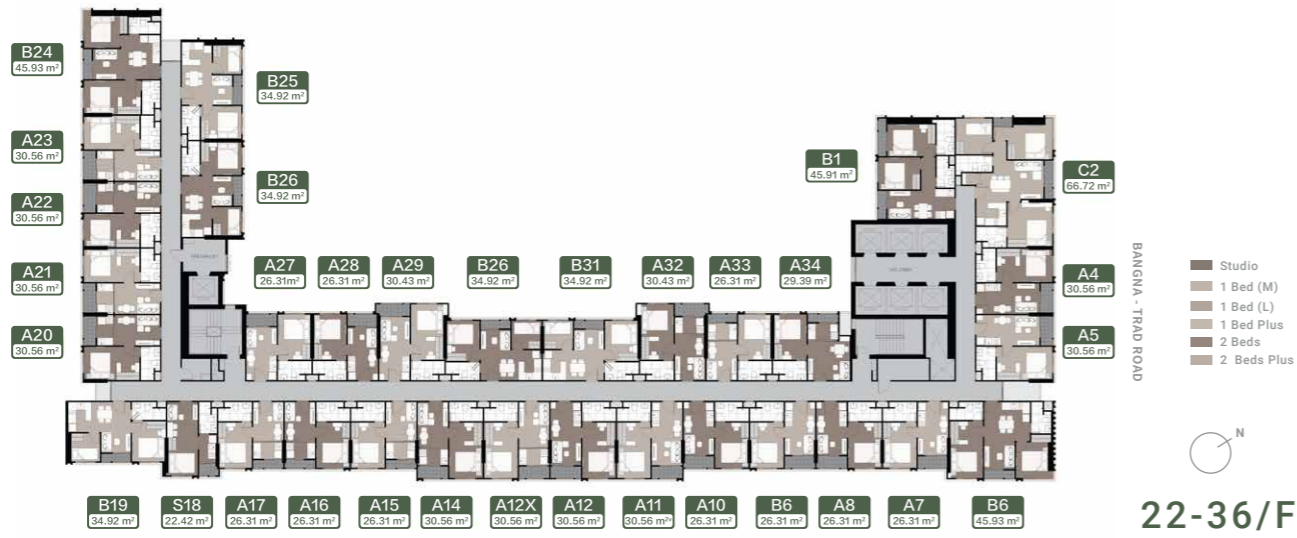 B24
45.93 m²
B25
34.92 m²
A23
30.56 m²
B1
45.91 m²
C2
66.72 m²
A22
30.56 m²
B26
34.92 m²
A21
30.56 m²
A27
26.31m²
A28
26.31 m²
A29
30.43 m²
B26
34.92 m²
B31
34.92 m²
A32
30.43 m²
A33
26.31 m²
A34
29.39 m²
A4
30.56 m²
A20
30.56 m²
A5
30.56 m²
BANGNA - TRAD ROAD
Studio
1 Bed (M)
1 Bed (L)
1 Bed Plus
2 Beds
2 Beds Plus
N
B19
34.92 m²
S18
22.42 m²
A17
26.31 m²
A16
26.31 m²
A15
26.31 m²
A14
30.56 m²
A12X
30.56 m²
A12
30.56 m²
A11
30.56 m²
A10
26.31 m²
B6
26.31 m²
A8
26.31 m²
A7
26.31 m²
B6
45.93 m²
22-36/F